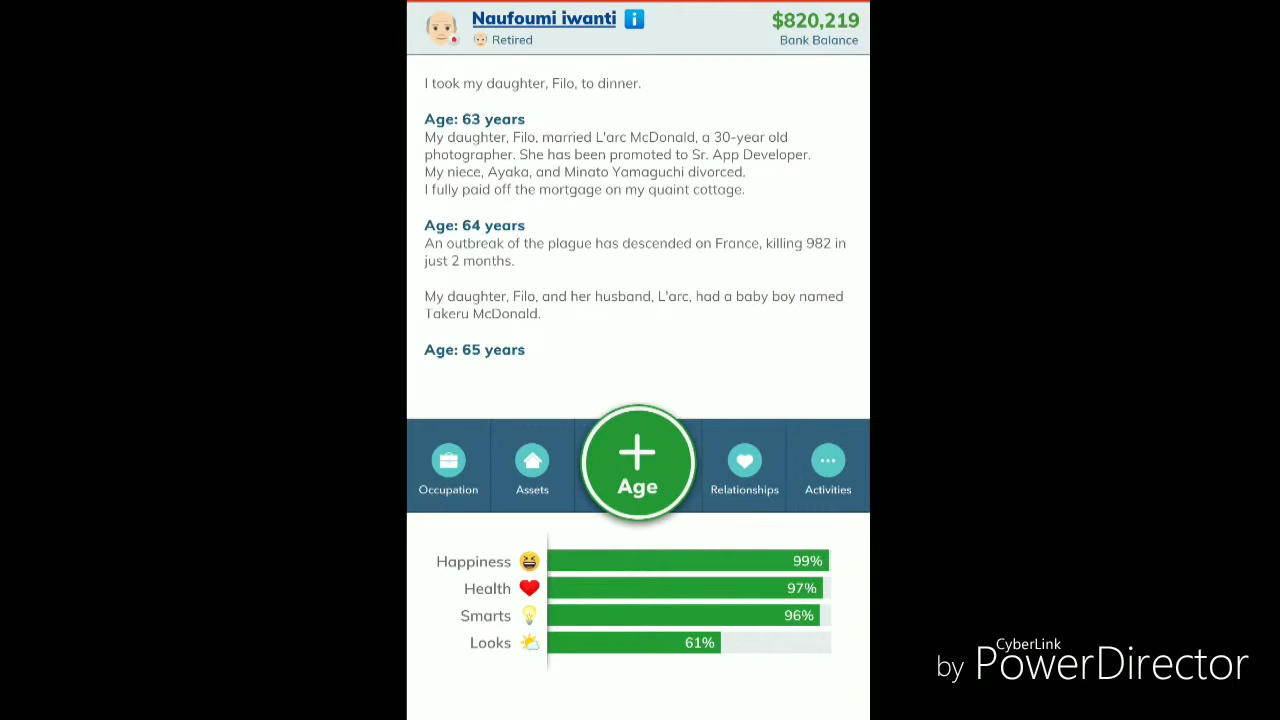 Naufoumi iwanti
Retired
$820,219
Bank Balance
I took my daughter, Filo, to dinner.
Age: 63 years
My daughter, Filo, married L'arc McDonald, a 30-year old
photographer. She has been promoted to Sr. App Developer.
My niece, Ayaka, and Minato Yamaguchi divorced.
I fully paid off the mortgage on my quaint cottage.
Age: 64 years
An outbreak of the plague has descended on France, killing 982 in
just 2 months.
My daughter, Filo, and her husband, L'arc, had a baby boy named
Takeru McDonald.
Age: 65 years
Occupation
Assets
Age
Relationships
Activities
Happiness 99%
Health 97%
Smarts 96%
Looks 61%
CyberLink
by PowerDirector